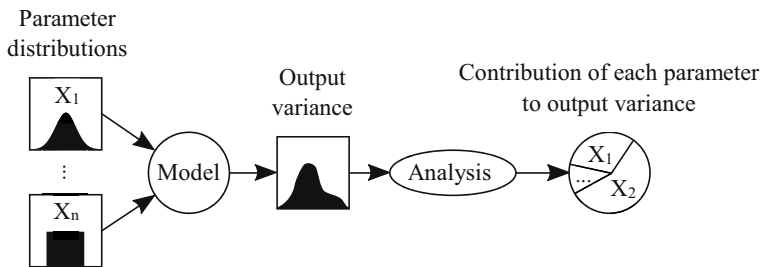 Parameter
distributions
X1
...
Xn
Model
Output
variance
Analysis
Contribution of each parameter
to output variance
X1
...
X2